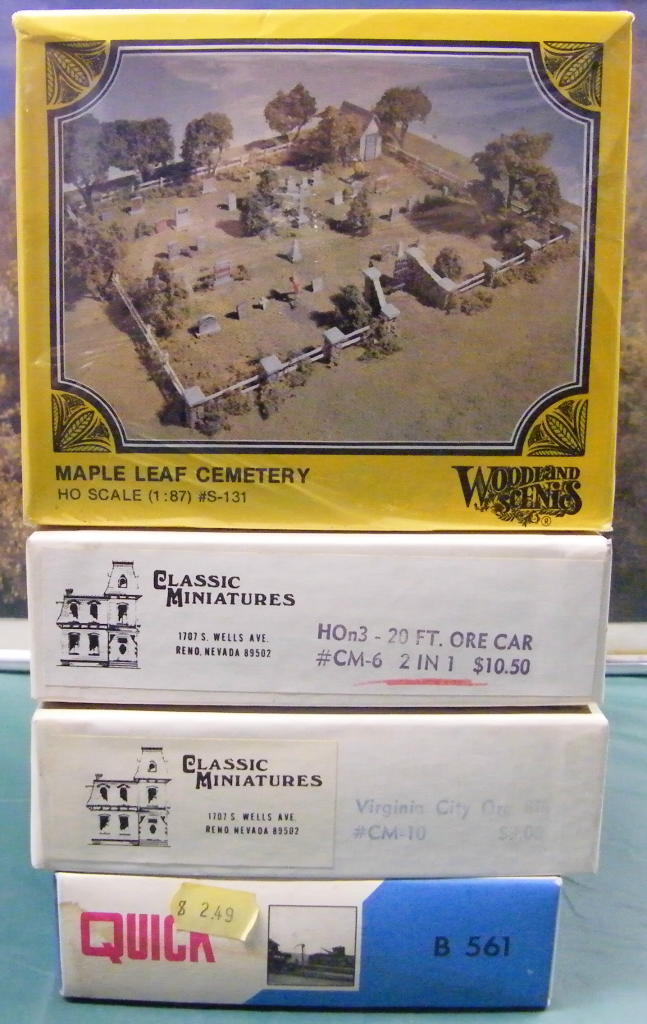 MAPLE LEAF CEMETERY
HO SCALE (1:87) #S-131
WOODLAND
SCENICS
®
CLASSIC
MINIATURES
1707 S. WELLS AVE.
RENO, NEVADA 89502
HOn3 - 20 FT. ORE CAR
#CM-6 2 IN 1 $10.50
CLASSIC
MINIATURES
1707 S. WELLS AVE.
RENO NEVADA 89502
Virginia City Ore
#CM-10
QUICK
$ 2.49
B 561